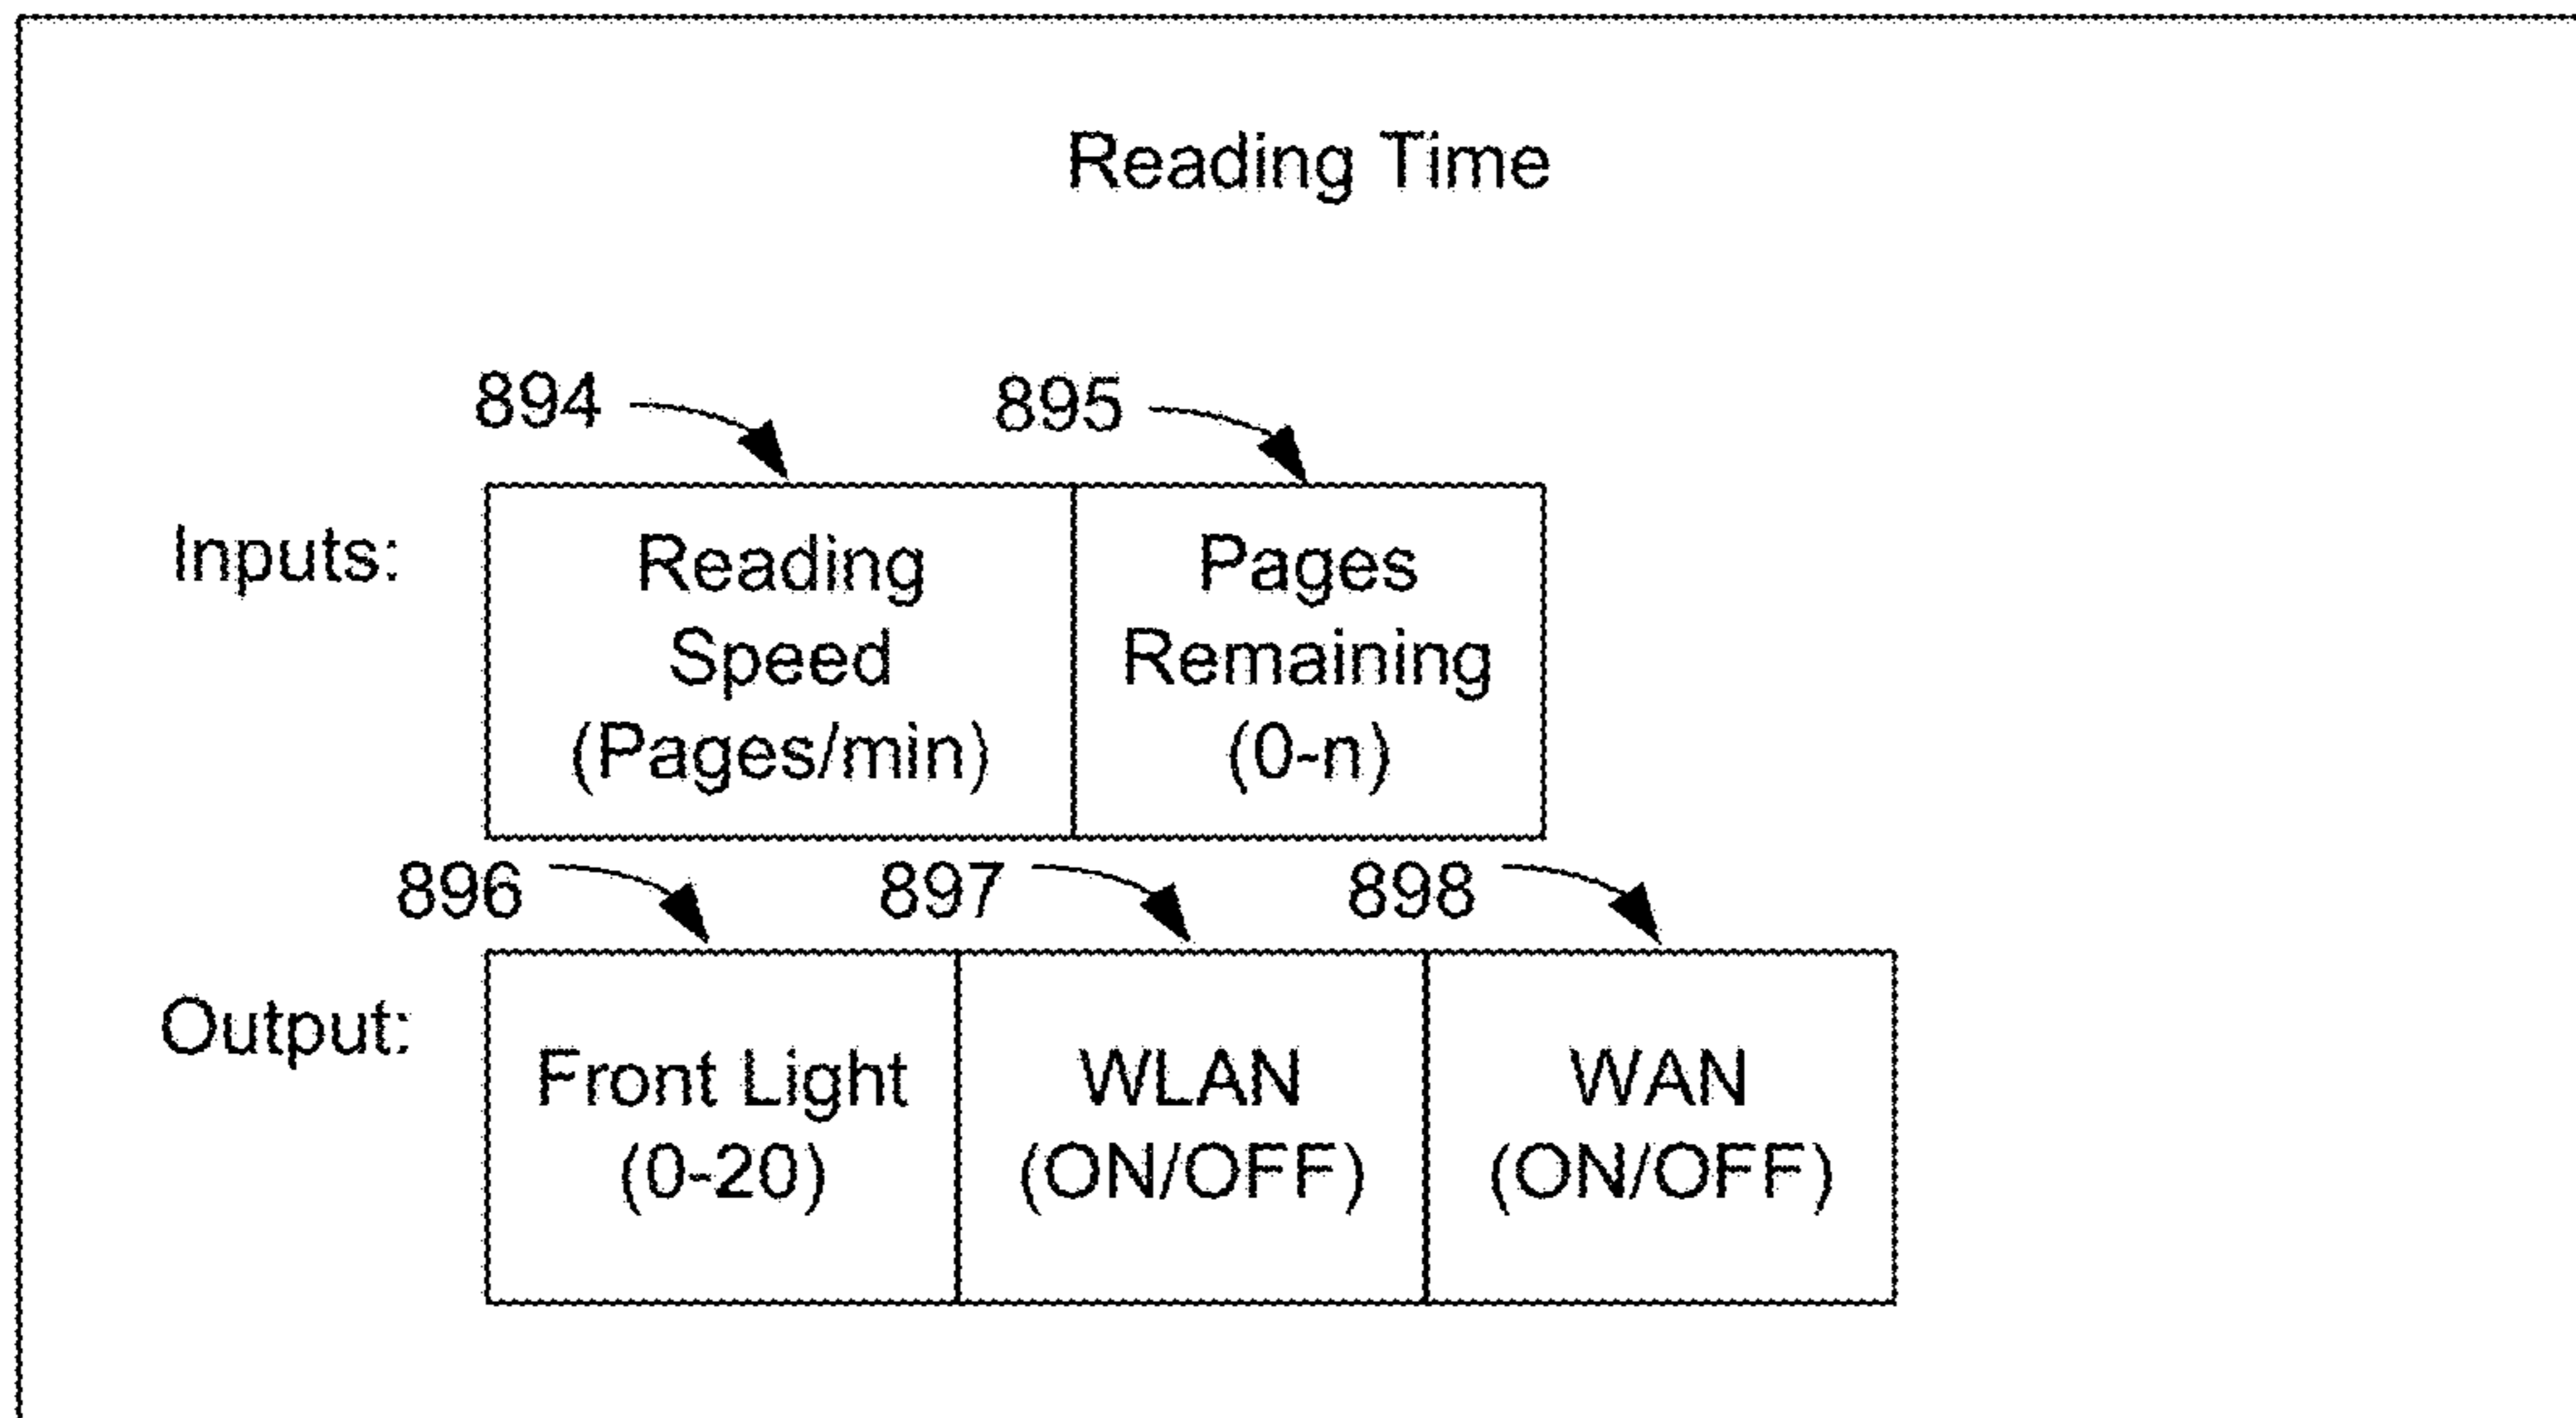 Reading Time
894
895
Inputs:
Reading
Speed
(Pages/min)
Pages
Remaining
(0-n)
896
897
898
Output:
Front Light
(0-20)
WLAN
(ON/OFF)
WAN
(ON/OFF)